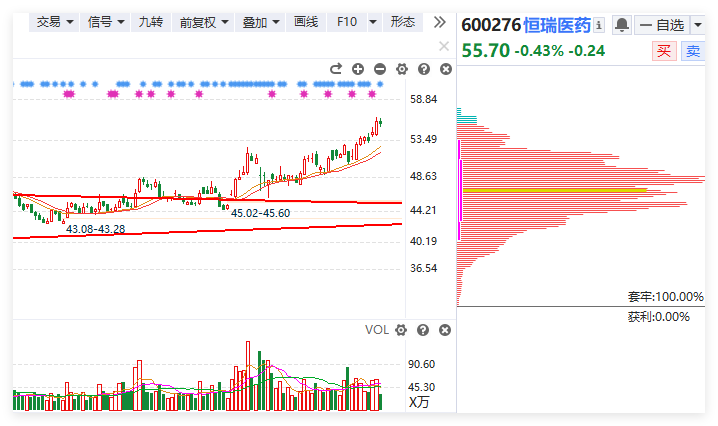 交易 信号 九转 前复权 叠加 画线 F10 形态
600276 恒瑞医药 自选
55.70 -0.43% -0.24 买 卖
58.84
53.49
48.63
44.21
45.02-45.60
43.08-43.28
40.19
36.54
套牢:100.00%
获利:0.00%
VOL
90.60
45.30
X万